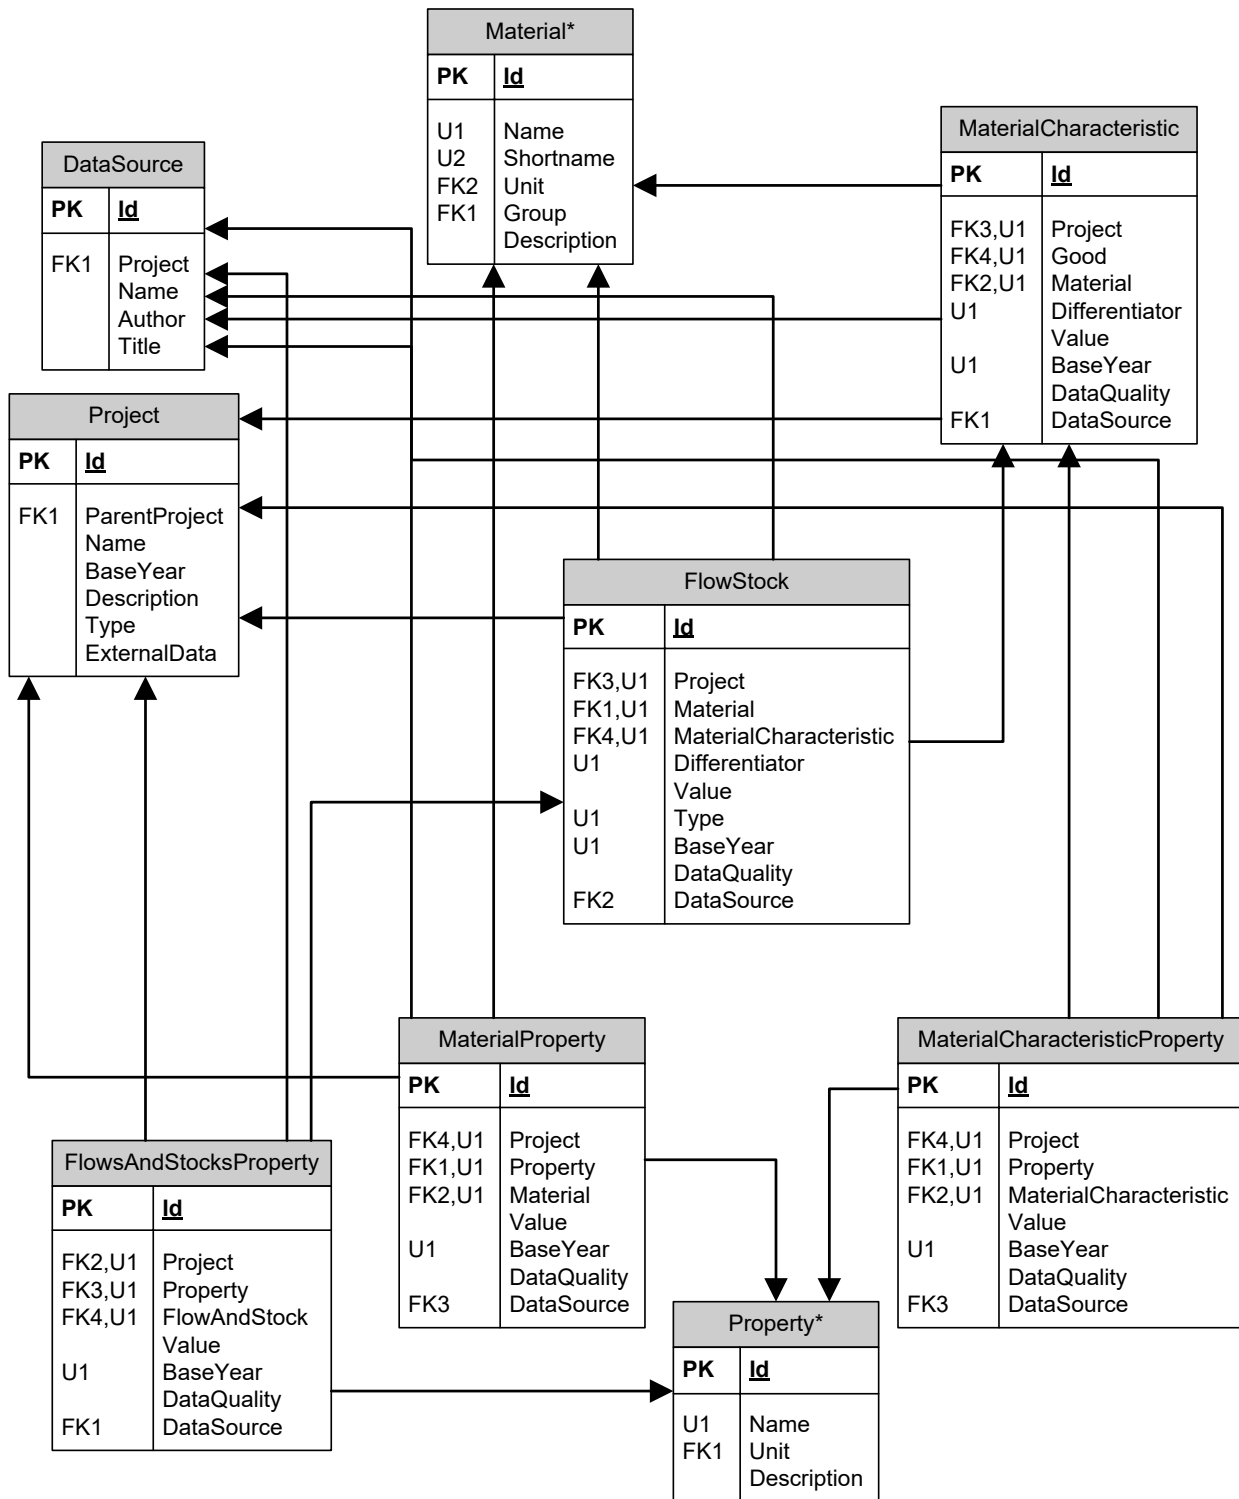 Material*
PK Id
U1 Name
U2 Shortname
FK2 Unit
FK1 Group
Description
MaterialCharacteristic
PK Id
FK3,U1 Project
FK4,U1 Good
FK2,U1 Material
U1 Differentiator
Value
U1 BaseYear
DataQuality
FK1 DataSource
DataSource
PK Id
FK1 Project
Name
Author
Title
Project
PK Id
FK1 ParentProject
Name
BaseYear
Description
Type
ExternalData
FlowStock
PK Id
FK3,U1 Project
FK1,U1 Material
FK4,U1 MaterialCharacteristic
U1 Differentiator
Value
U1 Type
U1 BaseYear
DataQuality
FK2 DataSource
MaterialProperty
PK Id
FK4,U1 Project
FK1,U1 Property
FK2,U1 Material
Value
U1 BaseYear
DataQuality
FK3 DataSource
MaterialCharacteristicProperty
PK Id
FK4,U1 Project
FK1,U1 Property
FK2,U1 MaterialCharacteristic
Value
U1 BaseYear
DataQuality
FK3 DataSource
FlowsAndStocksProperty
PK Id
FK2,U1 Project
FK3,U1 Property
FK4,U1 FlowAndStock
Value
U1 BaseYear
DataQuality
FK1 DataSource
Property*
PK Id
U1 Name
FK1 Unit
Description